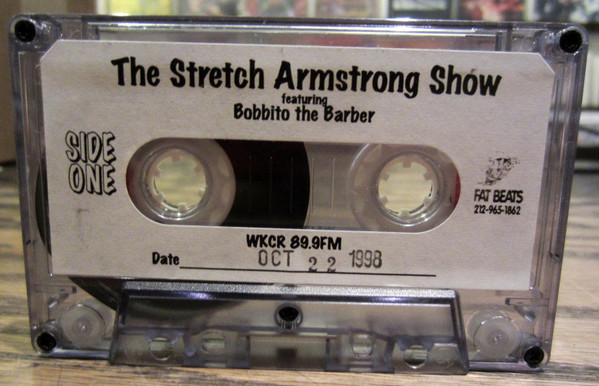 The Stretch Armstrong Show
featuring
Bobbito the Barber
SIDE
ONE
FAT BEATS
212-965-1862
WKCR 89.9FM
Date OCT 22 1998